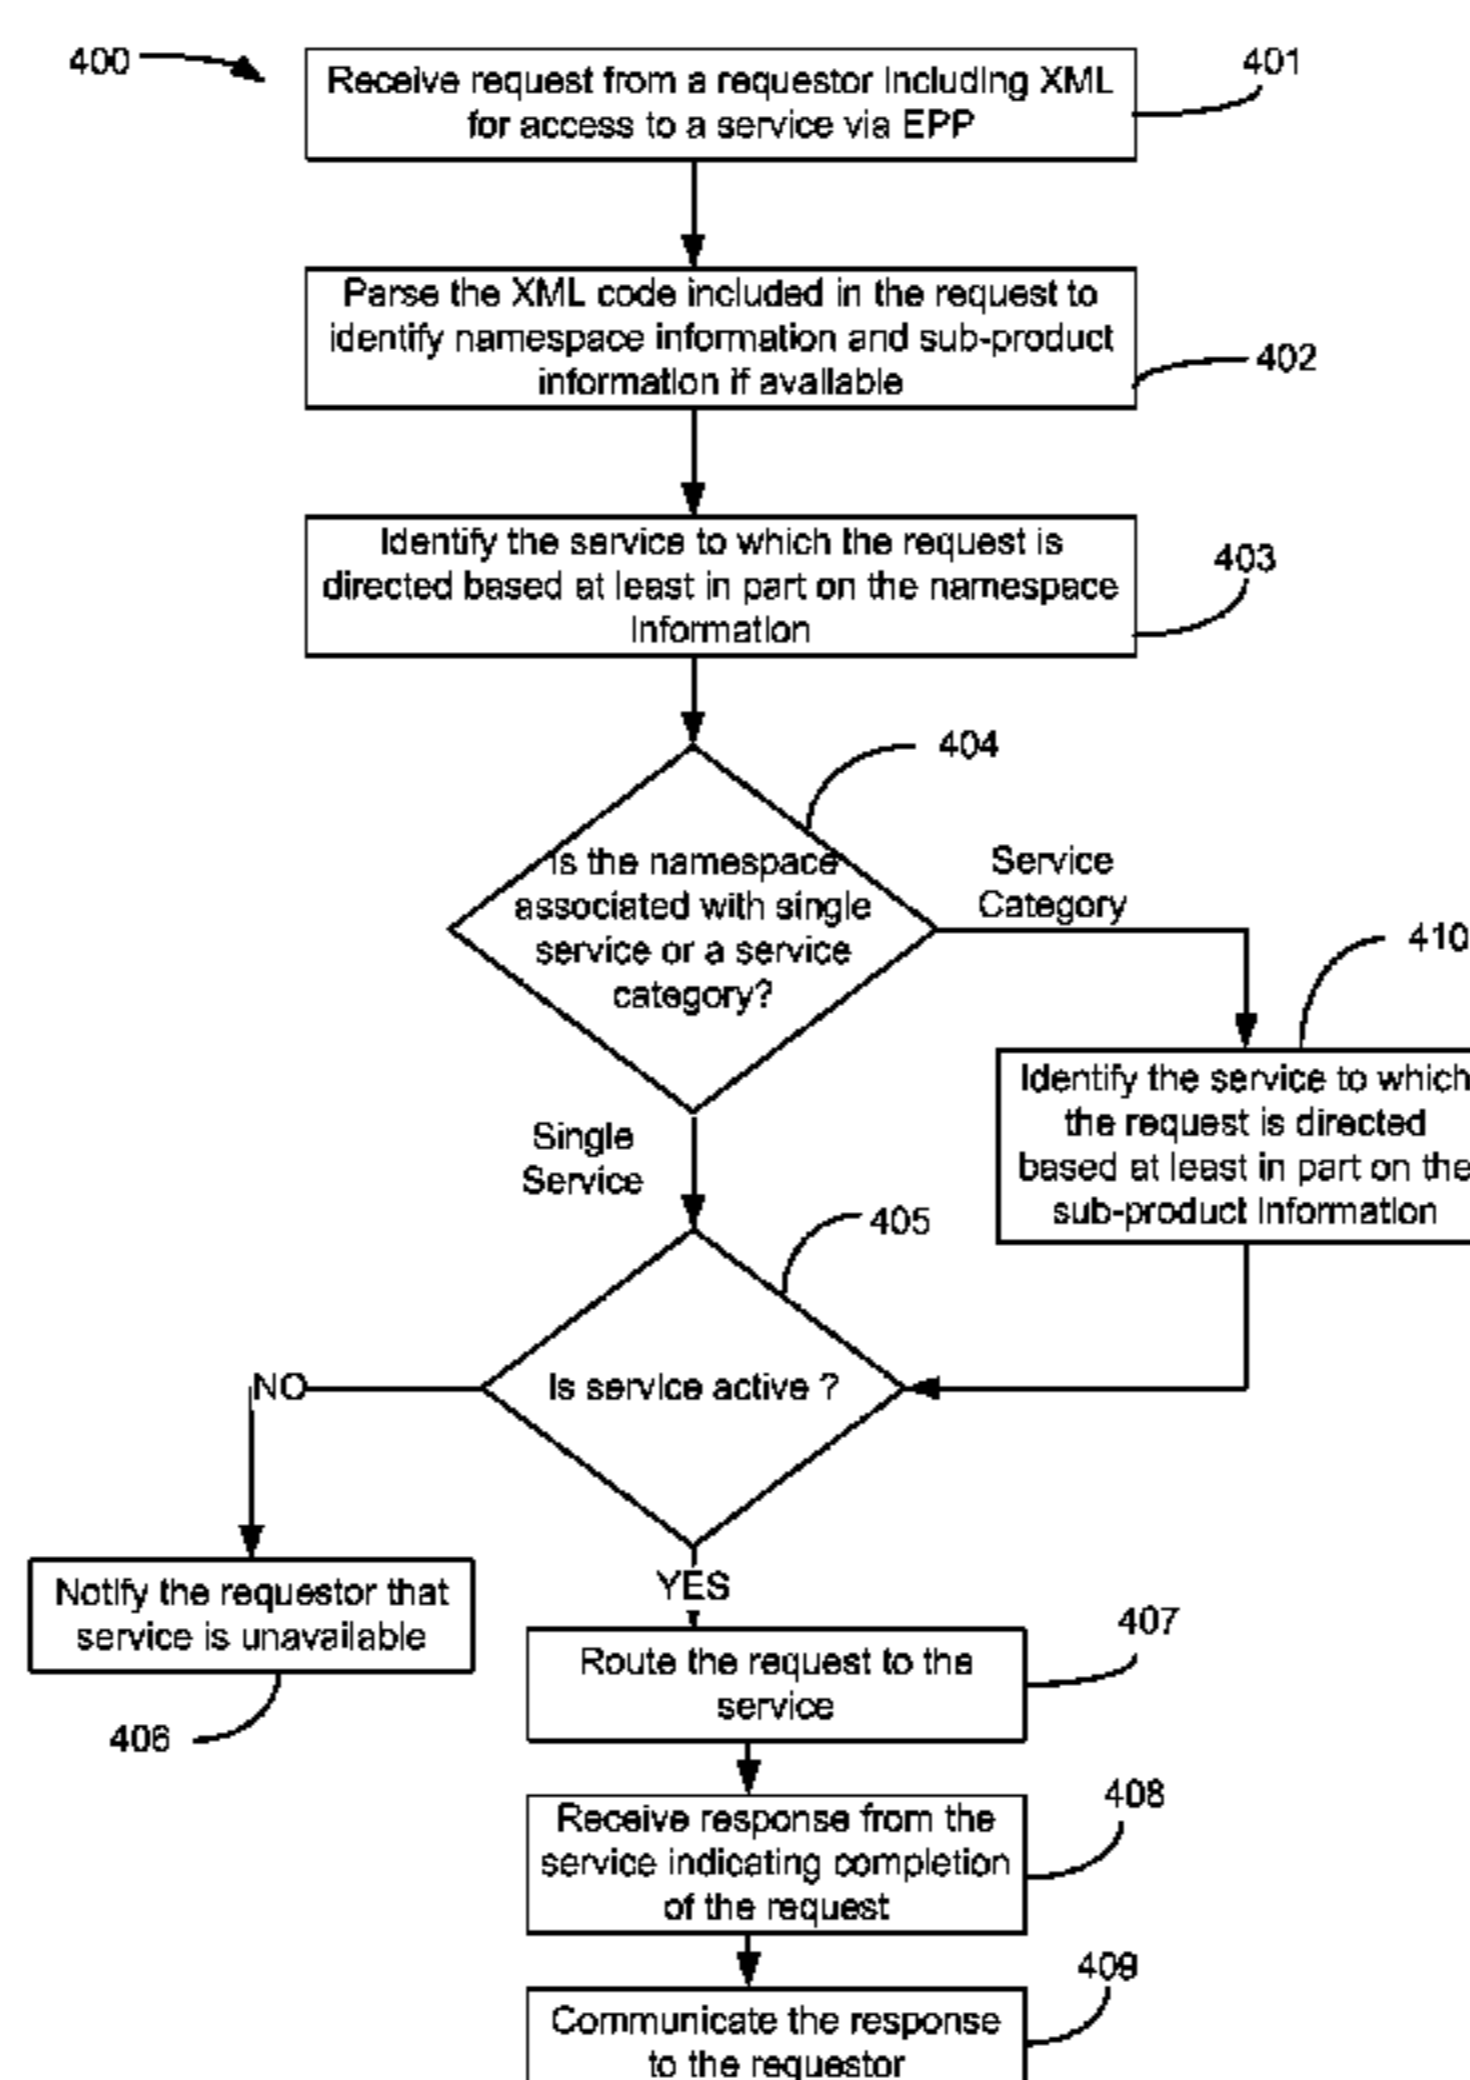 400
Receive request from a requestor including XML
for access to a service via EPP
401
Parse the XML code included in the request to
identify namespace information and sub-product
information if available
402
Identify the service to which the request is
directed based at least in part on the namespace
information
403
404
Is the namespace
associated with single
service or a service
category?
Service
Category
410
Identify the service to which
the request is directed
based at least in part on the
sub-product information
Single
Service
405
Is service active ?
NO
Notify the requestor that
service is unavailable
406
YES
Route the request to the
service
407
Receive response from the
service indicating completion
of the request
408
Communicate the response
to the requestor
409